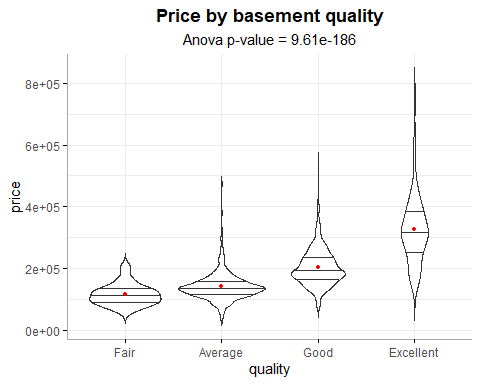 Price by basement quality
Anova p-value = 9.61e-186
price
8e+05
6e+05
4e+05
2e+05
0e+00
Fair Average Good Excellent
quality